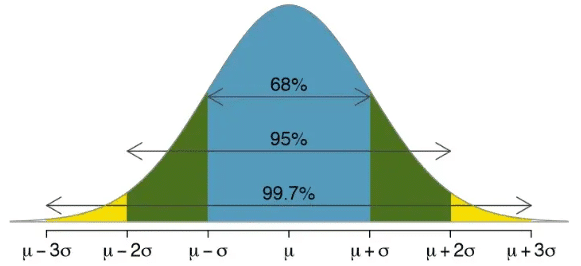 68%
95%
99.7%
μ − 3σ μ − 2σ μ − σ μ μ + σ μ + 2σ μ + 3σ